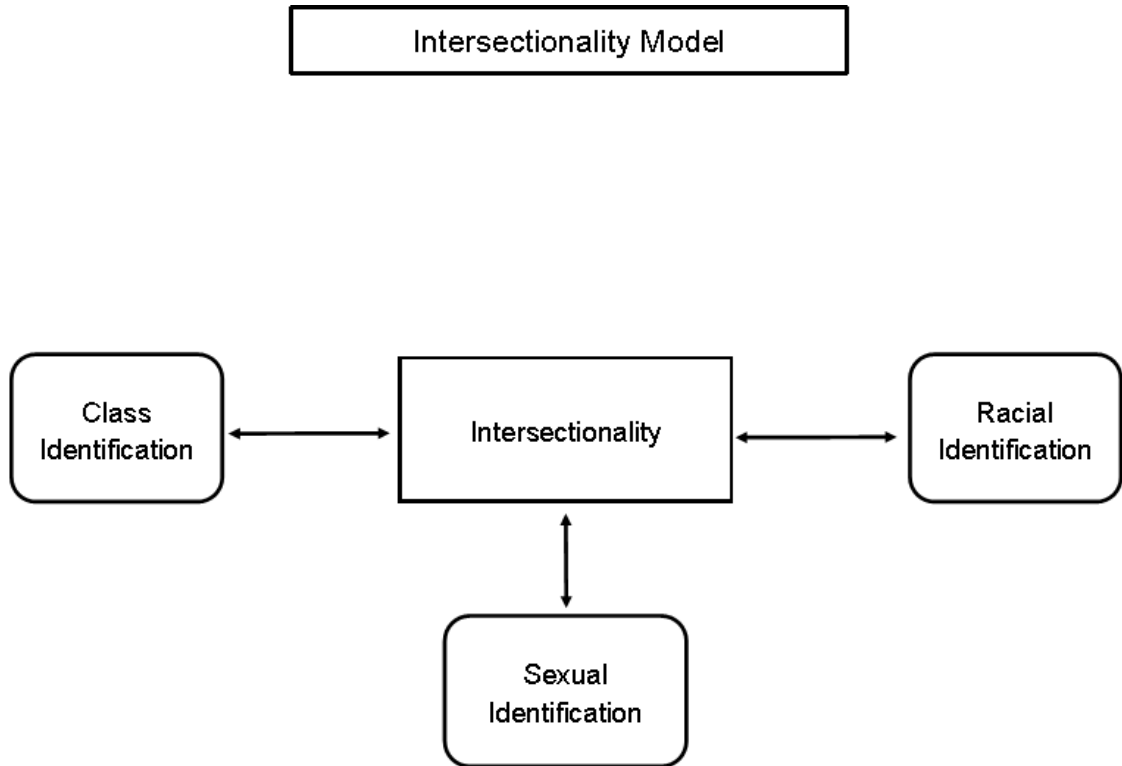 Intersectionality Model
Class
Identification
Intersectionality
Racial
Identification
Sexual
Identification